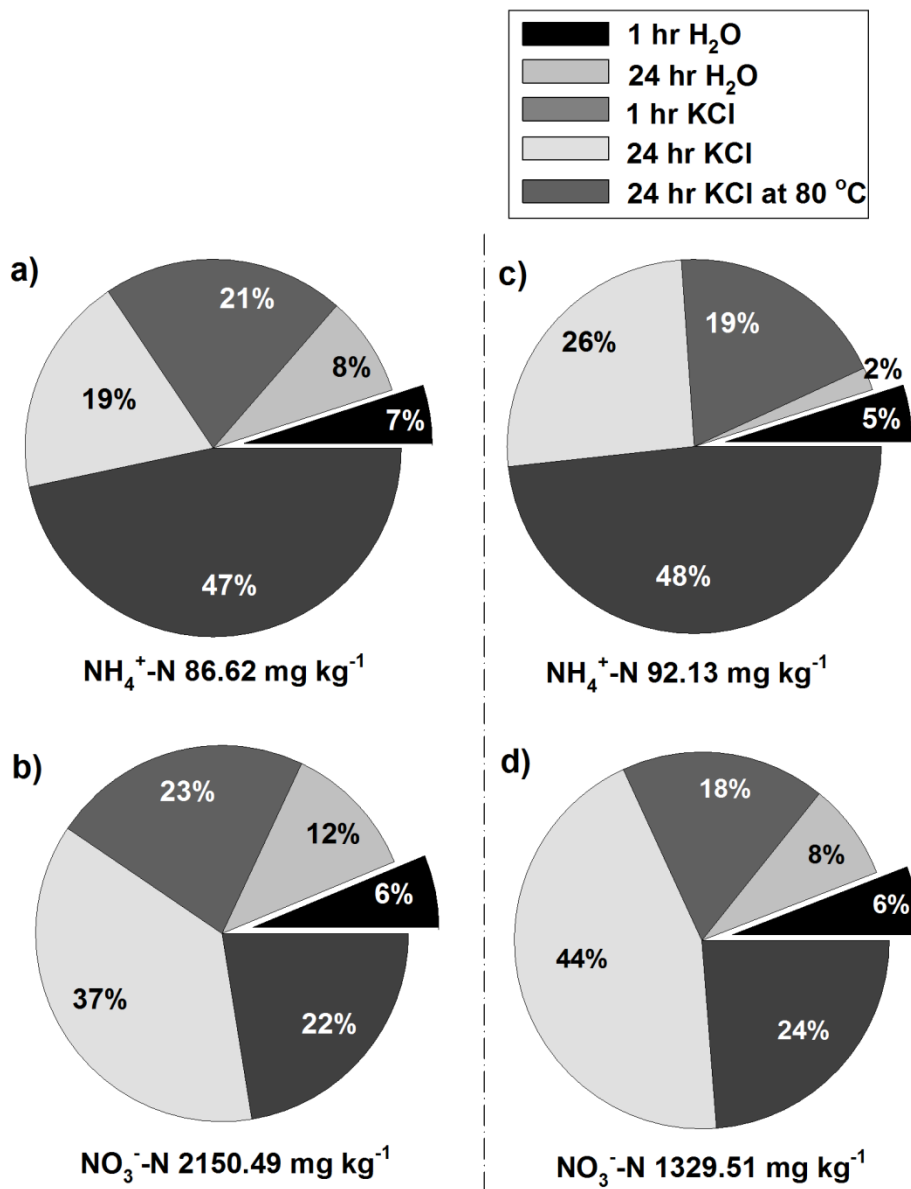 1 hr H₂O
24 hr H₂O
1 hr KCl
24 hr KCl
24 hr KCl at 80 °C
a)
21%
8%
19%
7%
47%
NH₄⁺-N 86.62 mg kg⁻¹
c)
26%
19%
2%
5%
48%
NH₄⁺-N 92.13 mg kg⁻¹
b)
23%
12%
6%
37%
22%
NO₃⁻-N 2150.49 mg kg⁻¹
d)
18%
8%
6%
44%
24%
NO₃⁻-N 1329.51 mg kg⁻¹